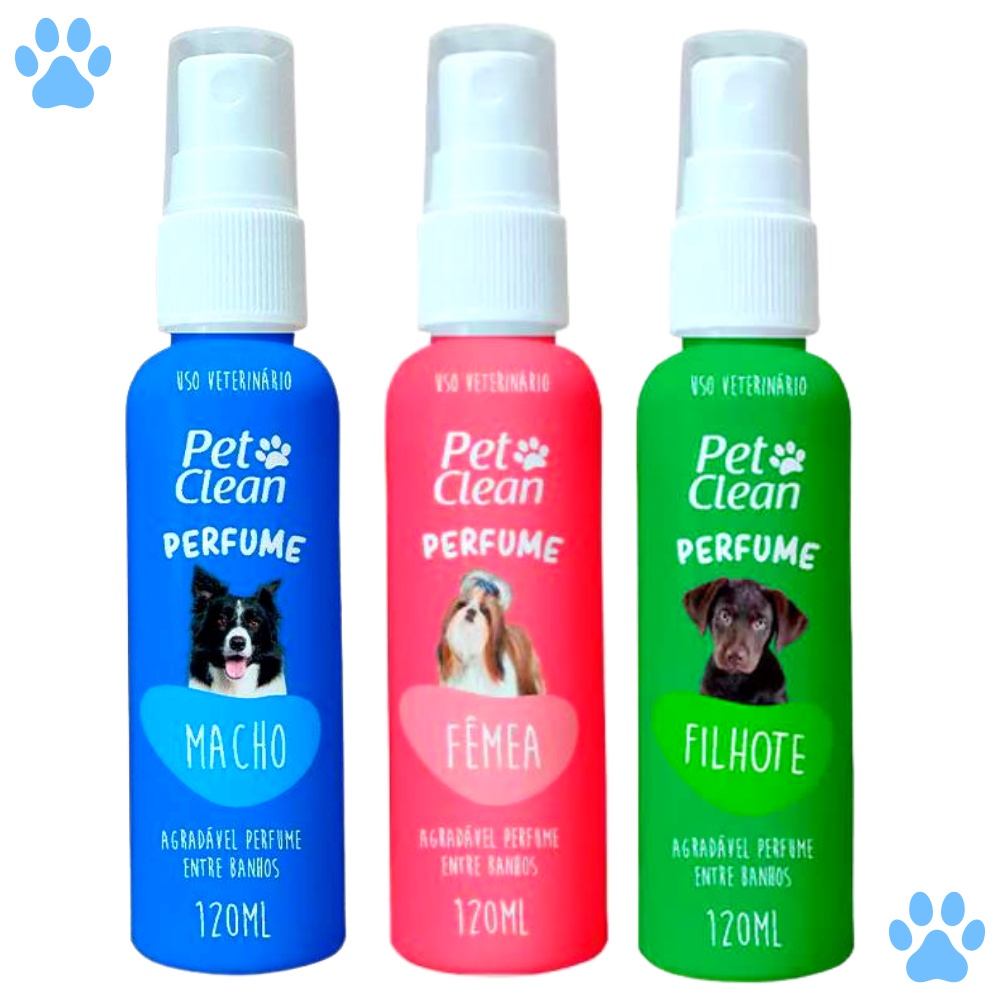 USO VETERINÁRIO
Pet
Clean
PERFUME
MACHO
AGRADÁVEL PERFUME
ENTRE BANHOS
120ML
USO VETERINÁRIO
Pet
Clean
PERFUME
FÊMEA
AGRADÁVEL PERFUME
ENTRE BANHOS
120ML
USO VETERINÁRIO
Pet
Clean
PERFUME
FILHOTE
AGRADÁVEL PERFUME
ENTRE BANHOS
120ML